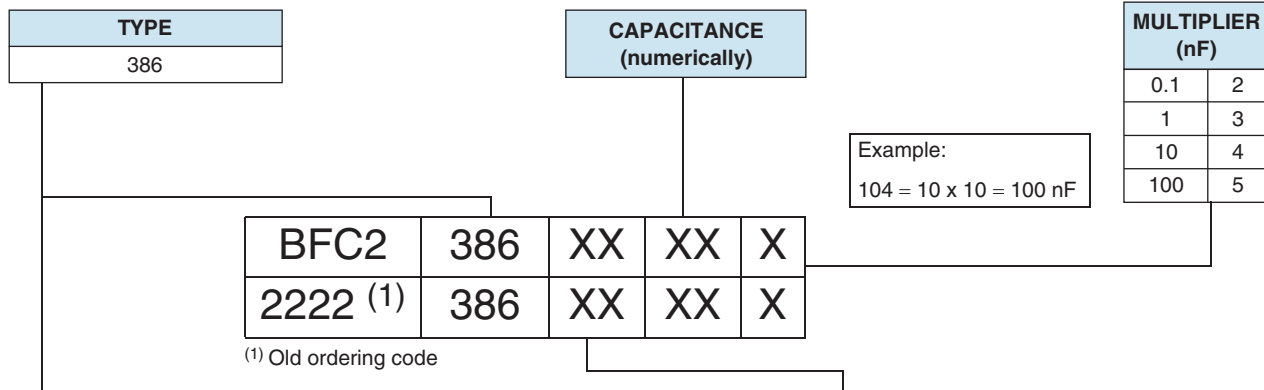 TYPE
386
CAPACITANCE
(numerically)
MULTIPLIER
(nF)
0.1 2
1 3
10 4
100 5
Example:
104 = 10 x 10 = 100 nF
BFC2 386 XX XX X
2222 (1) 386 XX XX X
(1) Old ordering code